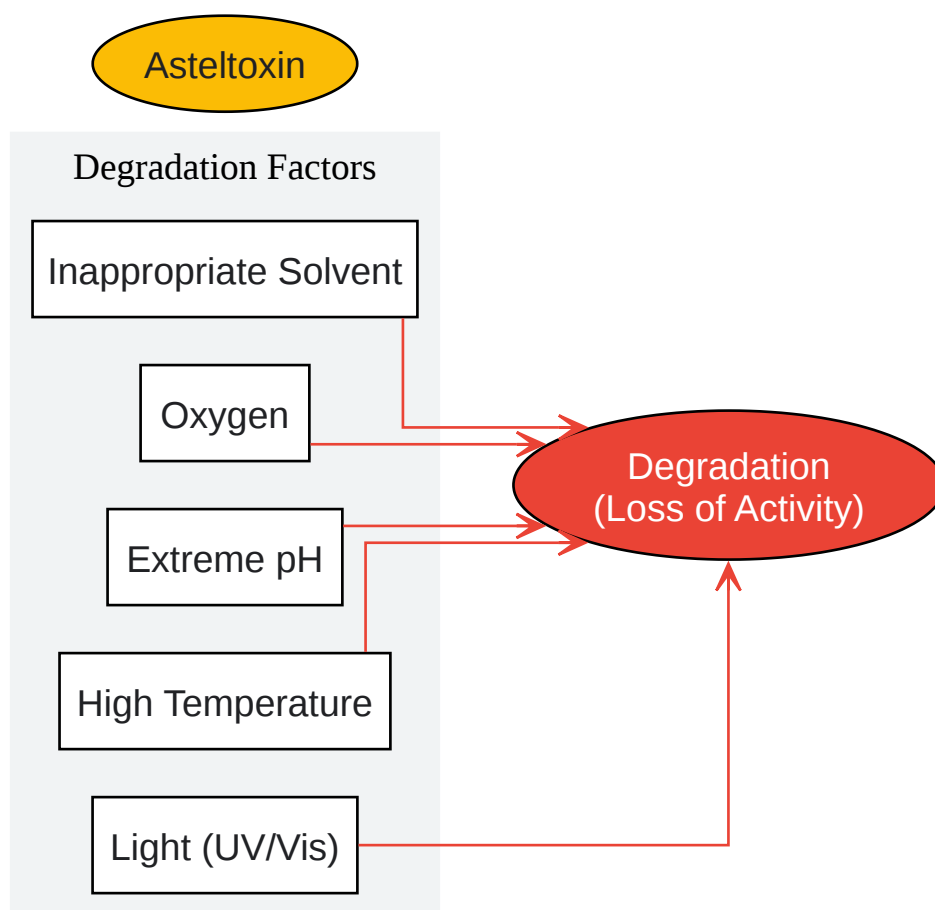 Asteltoxin
Degradation Factors
Inappropriate Solvent
Oxygen
Degradation
(Loss of Activity)
Extreme pH
High Temperature
Light (UV/Vis)